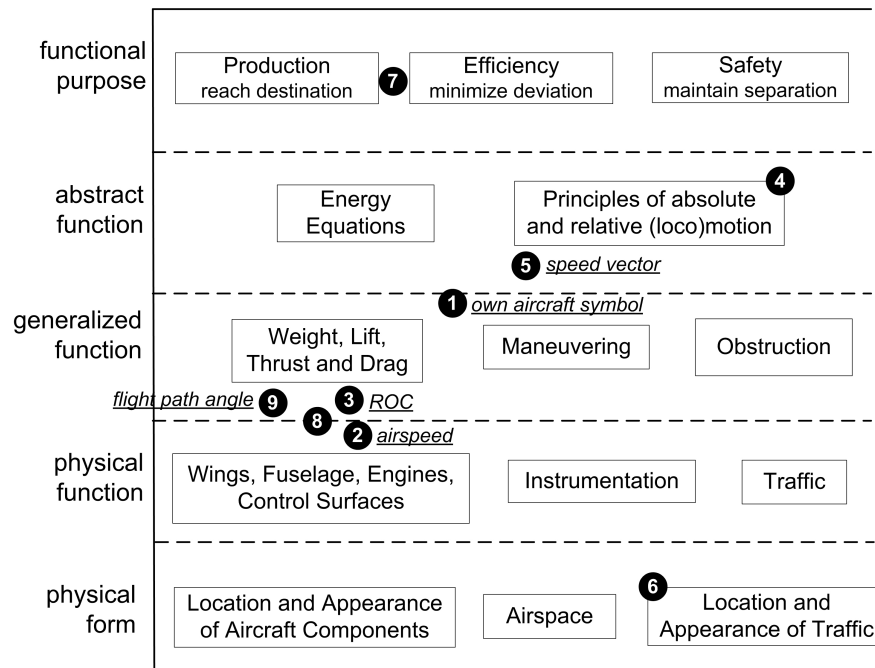 functional
purpose
Production
reach destination
7
Efficiency
minimize deviation
Safety
maintain separation
abstract
function
Energy
Equations
4
Principles of absolute
and relative (loco)motion
5 speed vector
1 own aircraft symbol
generalized
function
Weight, Lift,
Thrust and Drag
Maneuvering
Obstruction
flight path angle 9
3 ROC
8
2 airspeed
physical
function
Wings, Fuselage, Engines,
Control Surfaces
Instrumentation
Traffic
physical
form
Location and Appearance
of Aircraft Components
Airspace
6
Location and
Appearance of Traffic